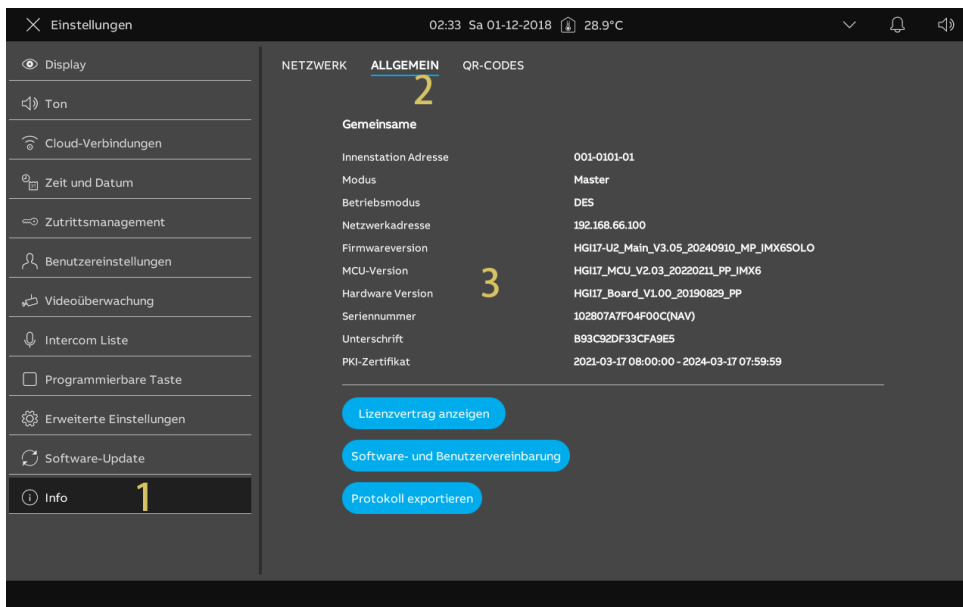 Einstellungen 02:33 Sa 01-12-2018 28.9°C
Display
Ton
Cloud-Verbindungen
Zeit und Datum
Zutrittsmanagement
Benutzereinstellungen
Videoüberwachung
Intercom Liste
Programmierbare Taste
Erweiterte Einstellungen
Software-Update
Info 1
NETZWERK ALLGEMEIN QR-CODES
2
Gemeinsame
Innenstation Adresse 001-0101-01
Modus Master
Betriebsmodus DES
Netzwerkadresse 192.168.66.100
Firmwareversion HGI17-U2_Main_V3.05_20240910_MP_IMX6SOLO
MCU-Version HGI17_MCU_V2.03_20220211_PP_IMX6
3
Hardware Version HGI17_Board_V1.00_20190829_PP
Seriennummer 102807A7F04F00C(NAV)
Unterschrift B93C92DF33CFA9E5
PKI-Zertifikat 2021-03-17 08:00:00 - 2024-03-17 07:59:59
Lizenzvertrag anzeigen
Software- und Benutzervereinbarung
Protokoll exportieren